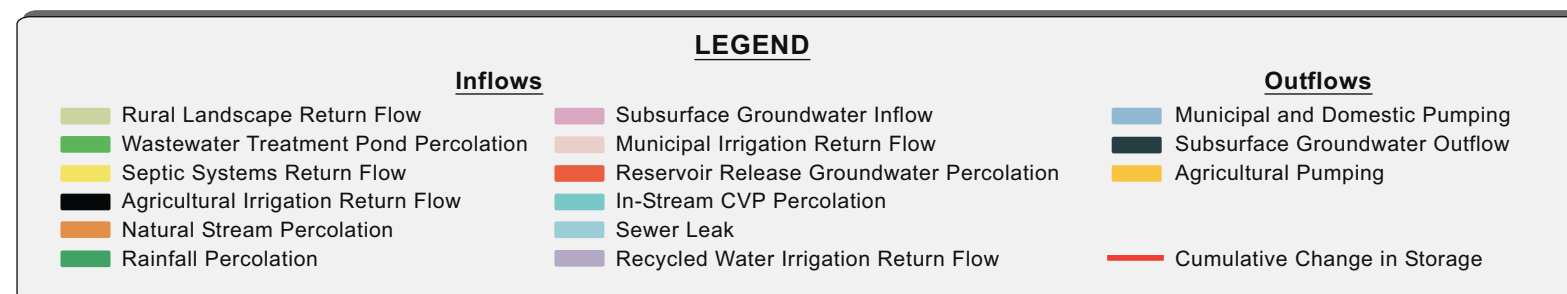 LEGEND
Inflows
Rural Landscape Return Flow
Wastewater Treatment Pond Percolation
Septic Systems Return Flow
Agricultural Irrigation Return Flow
Natural Stream Percolation
Rainfall Percolation
Subsurface Groundwater Inflow
Municipal Irrigation Return Flow
Reservoir Release Groundwater Percolation
In-Stream CVP Percolation
Sewer Leak
Recycled Water Irrigation Return Flow
Outflows
Municipal and Domestic Pumping
Subsurface Groundwater Outflow
Agricultural Pumping
Cumulative Change in Storage